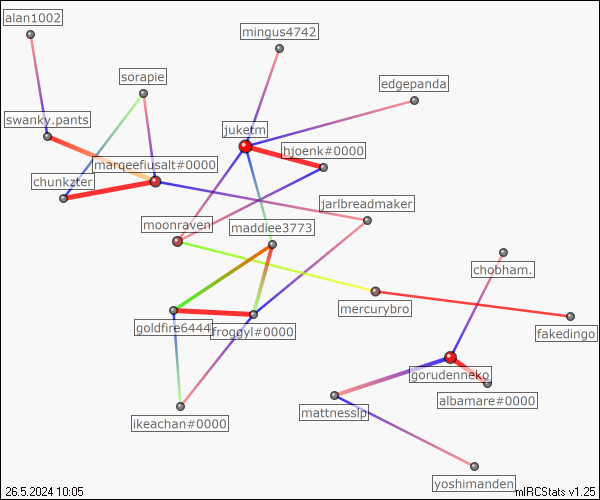 alan1002
mingus4742
sorapie
edgepanda
swanky.pants
juketm
hjoenk#0000
marqeefiusalt#0000
chunkzter
jarlbreadmaker
moonraven
maddiee3773
chobham.
mercurybro
goldfire6444
froggyl#0000
fakedingo
gorudenneko
albamare#0000
mattnesslp
ikeachan#0000
yoshimanden
26.5.2024 10:05
mIRCStats v1.25